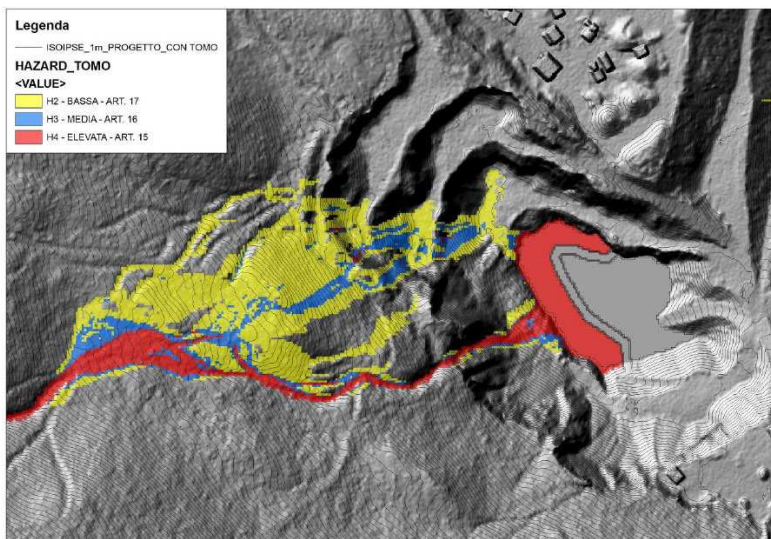 Legenda
ISOIPSE_1m_PROGETTO_CON TOMO
HAZARD_TOMO
<VALUE>
H2 - BASSA - ART. 17
H3 - MEDIA - ART. 16
H4 - ELEVATA - ART. 15